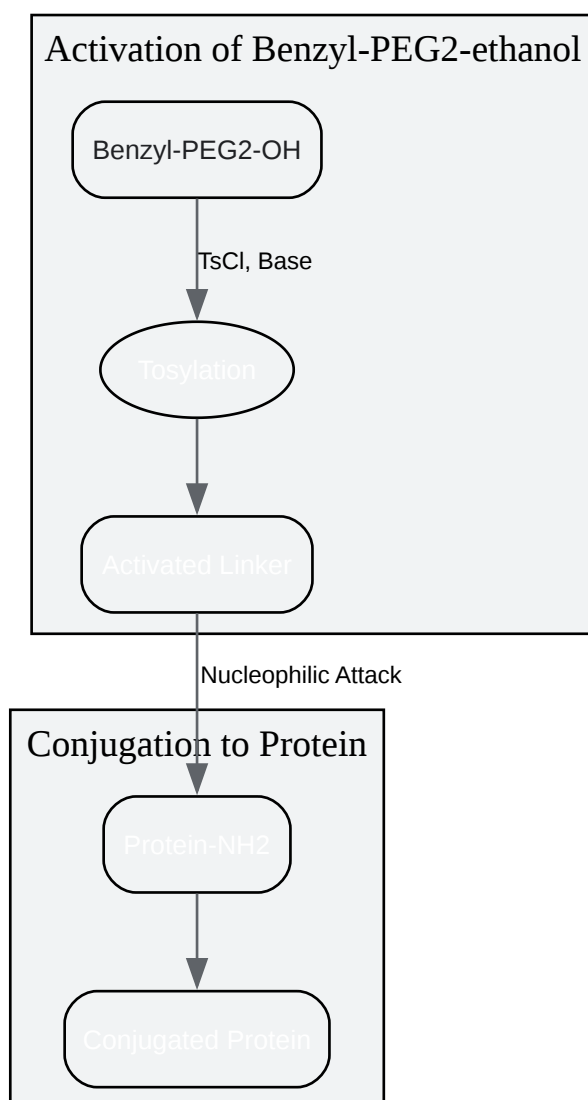 Activation of Benzyl-PEG2-ethanol
Benzyl-PEG2-OH
TsCl, Base
Tosylation
Activated Linker
Nucleophilic Attack
Conjugation to Protein
Protein-NH2
Conjugated Protein